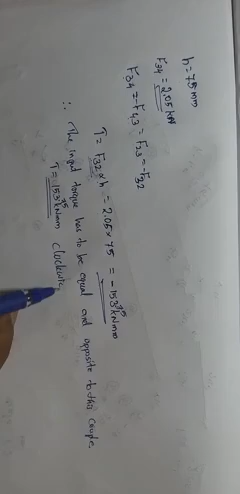 h = 75 mm
F34 = 2.05 kN
F34 = -F43 = F23 = -F32
T = F32 x h = 2.05 x 75 = -153.75 kN mm
∴ The input torque has to be equal and opposite to this couple
T = 153.75 kN mm clockwise